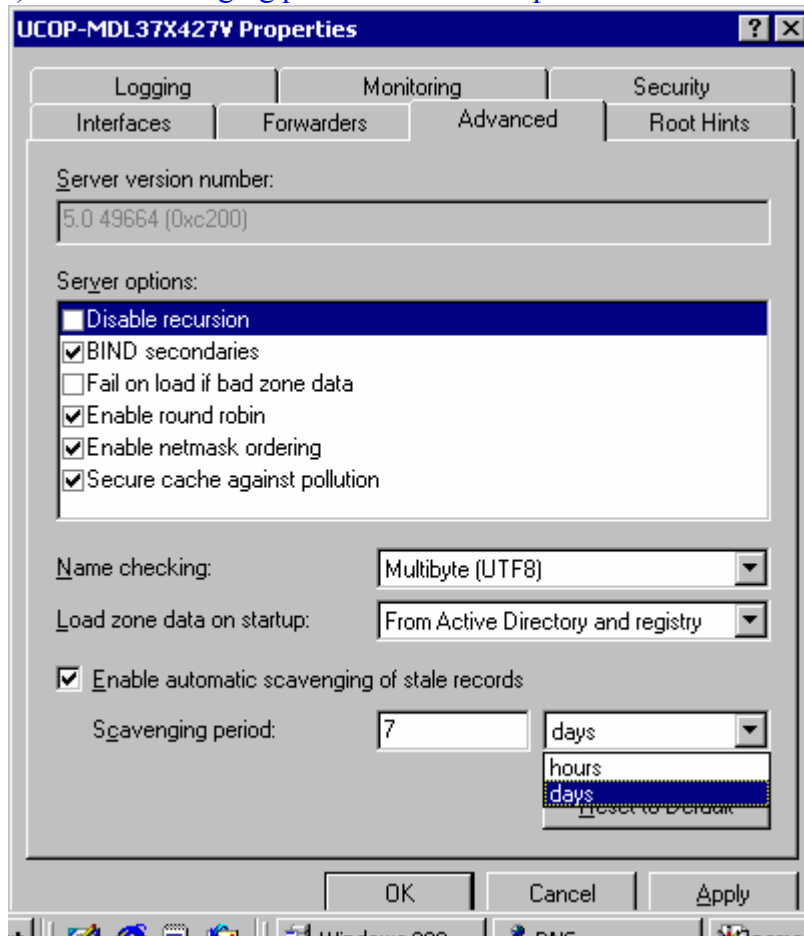 UCOP-MDL37X427V Properties
Logging Monitoring Security
Interfaces Forwarders Advanced Root Hints
Server version number:
5.0 49664 (0xc200)
Server options:
Disable recursion
BIND secondaries
Fail on load if bad zone data
Enable round robin
Enable netmask ordering
Secure cache against pollution
Name checking: Multibyte (UTF8)
Load zone data on startup: From Active Directory and registry
Enable automatic scavenging of stale records
Scavenging period: 7 days
hours
days
Reset to Default
OK Cancel Apply